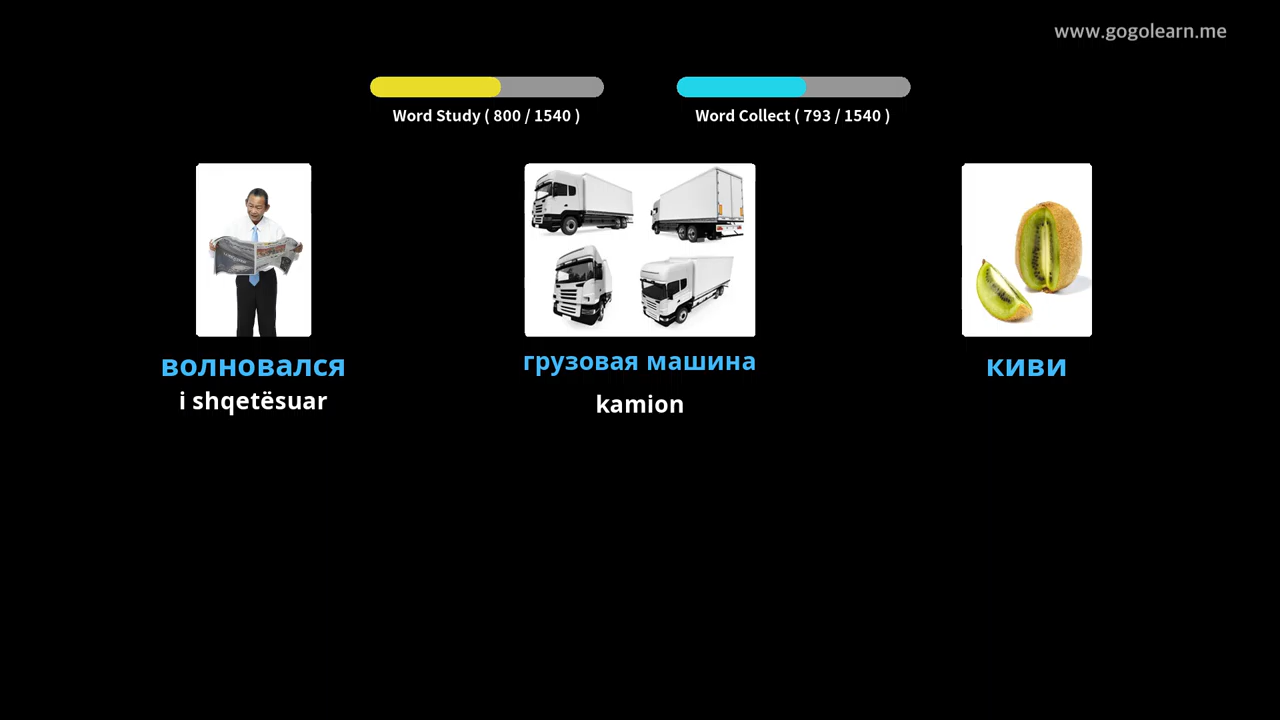 www.gogolearn.me
Word Study ( 800 / 1540 )
Word Collect ( 793 / 1540 )
волновался
i shqetësuar
грузовая машина
kamion
киви